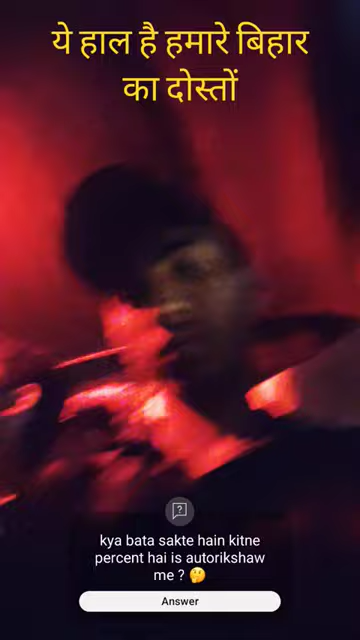 ये हाल है हमारे बिहार
का दोस्तों
kya bata sakte hain kitne
percent hai is autorikshaw
me ? 🤔
Answer